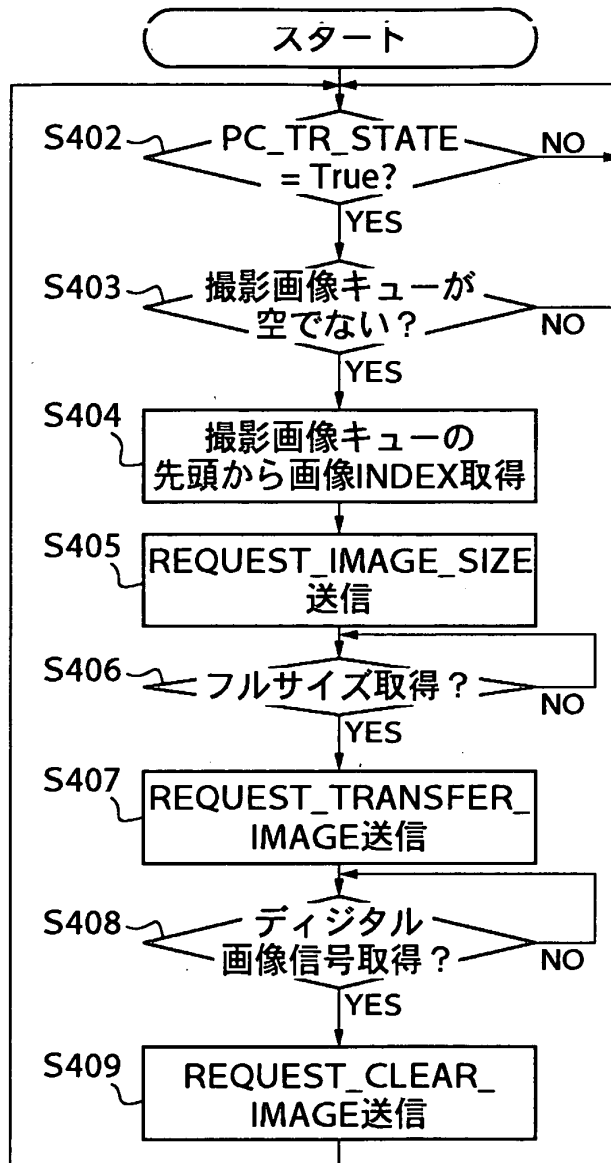 スタート
S402
PC_TR_STATE
= True?
NO
YES
S403
撮影画像キューが
空でない？
NO
YES
S404
撮影画像キューの
先頭から画像INDEX取得
S405
REQUEST_IMAGE_SIZE
送信
S406
フルサイズ取得？
NO
YES
S407
REQUEST_TRANSFER_
IMAGE送信
S408
ディジタル
画像信号取得？
NO
YES
S409
REQUEST_CLEAR_
IMAGE送信